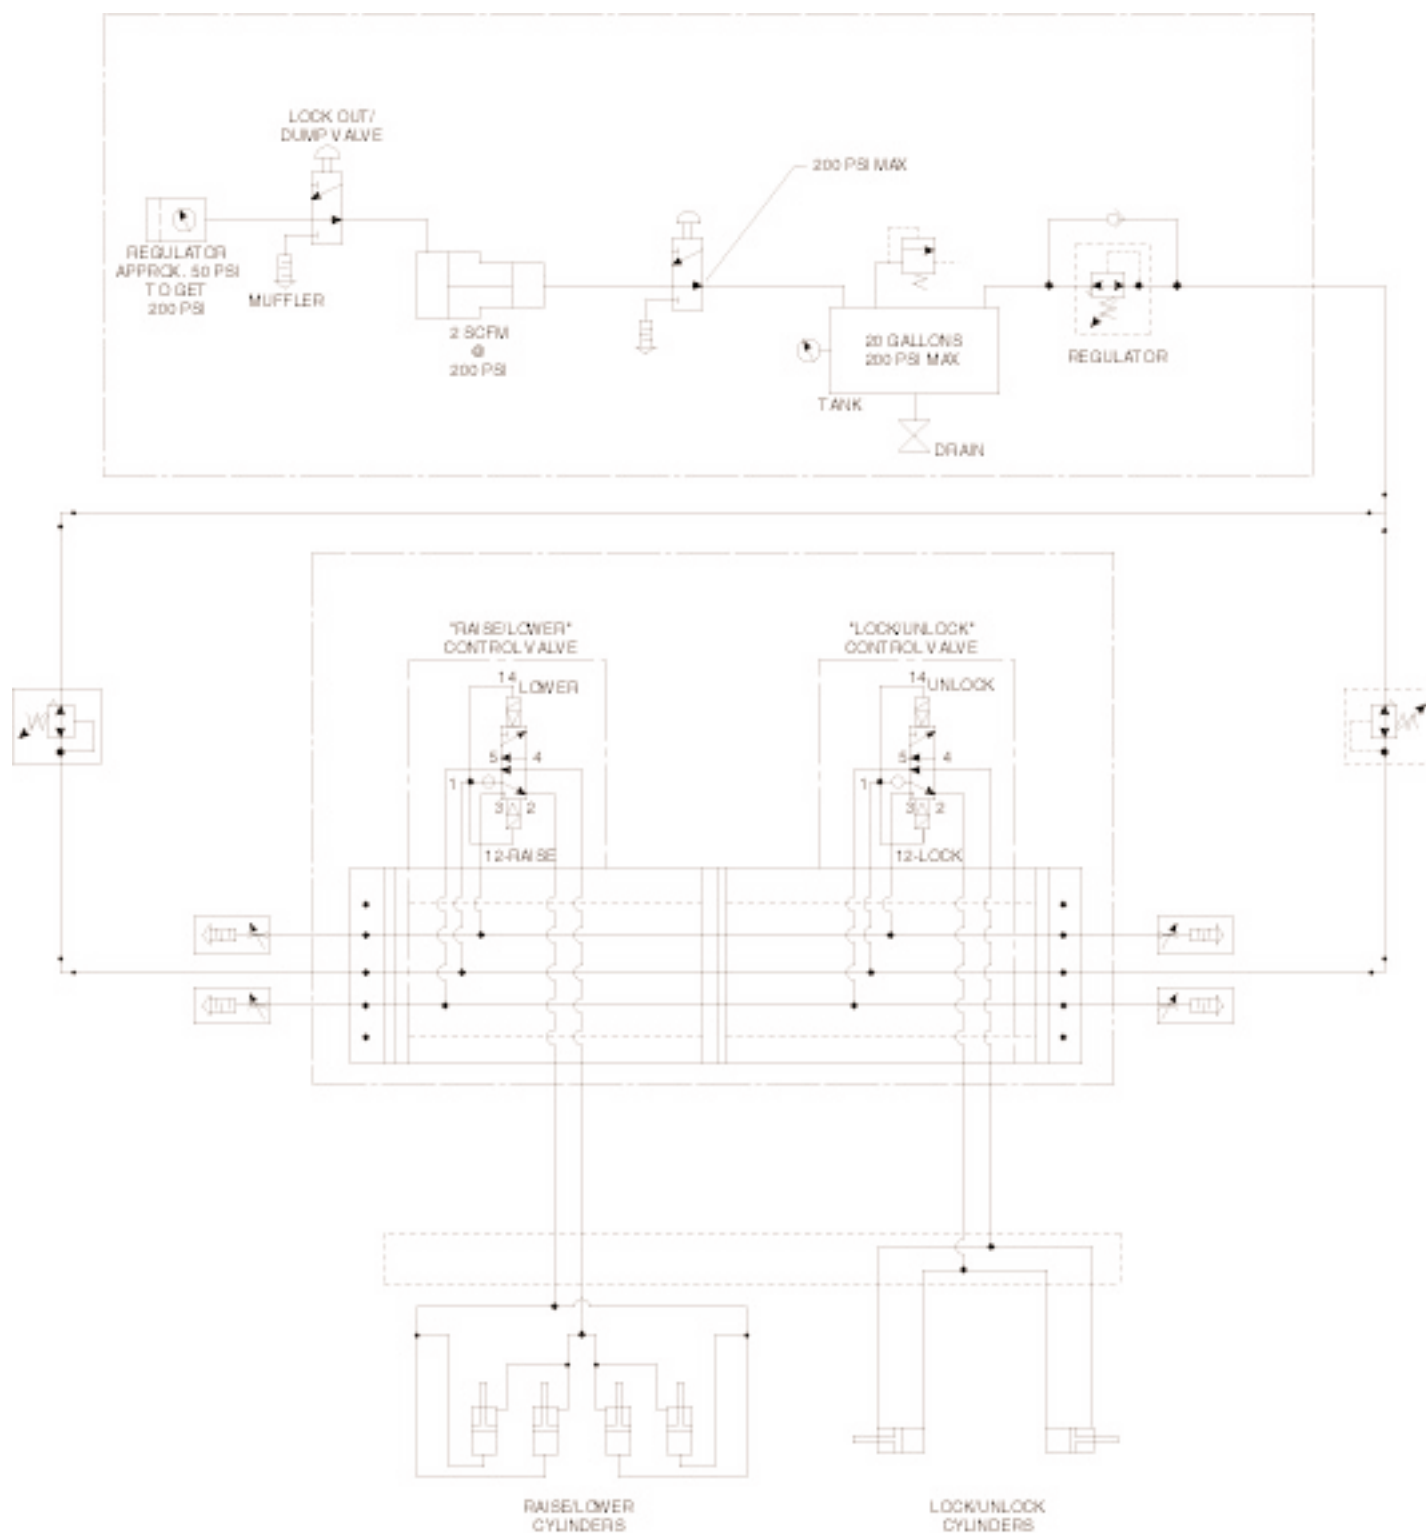 LOCK OUT/
DUMP VALVE
200 PSI MAX
REGULATOR
APPROX. 50 PSI
TO GET
200 PSI
MUFFLER
2 SCFM
@
200 PSI
20 GALLONS
200 PSI MAX
REGULATOR
TANK
DRAIN
"RAISE/LOWER"
CONTROL VALVE
14
LOWER
5
4
1
3
2
12-RAISE
"LOCK/UNLOCK"
CONTROL VALVE
14
UNLOCK
5
4
1
3
2
12-LOCK
RAISE/LOWER
CYLINDERS
LOCK/UNLOCK
CYLINDERS